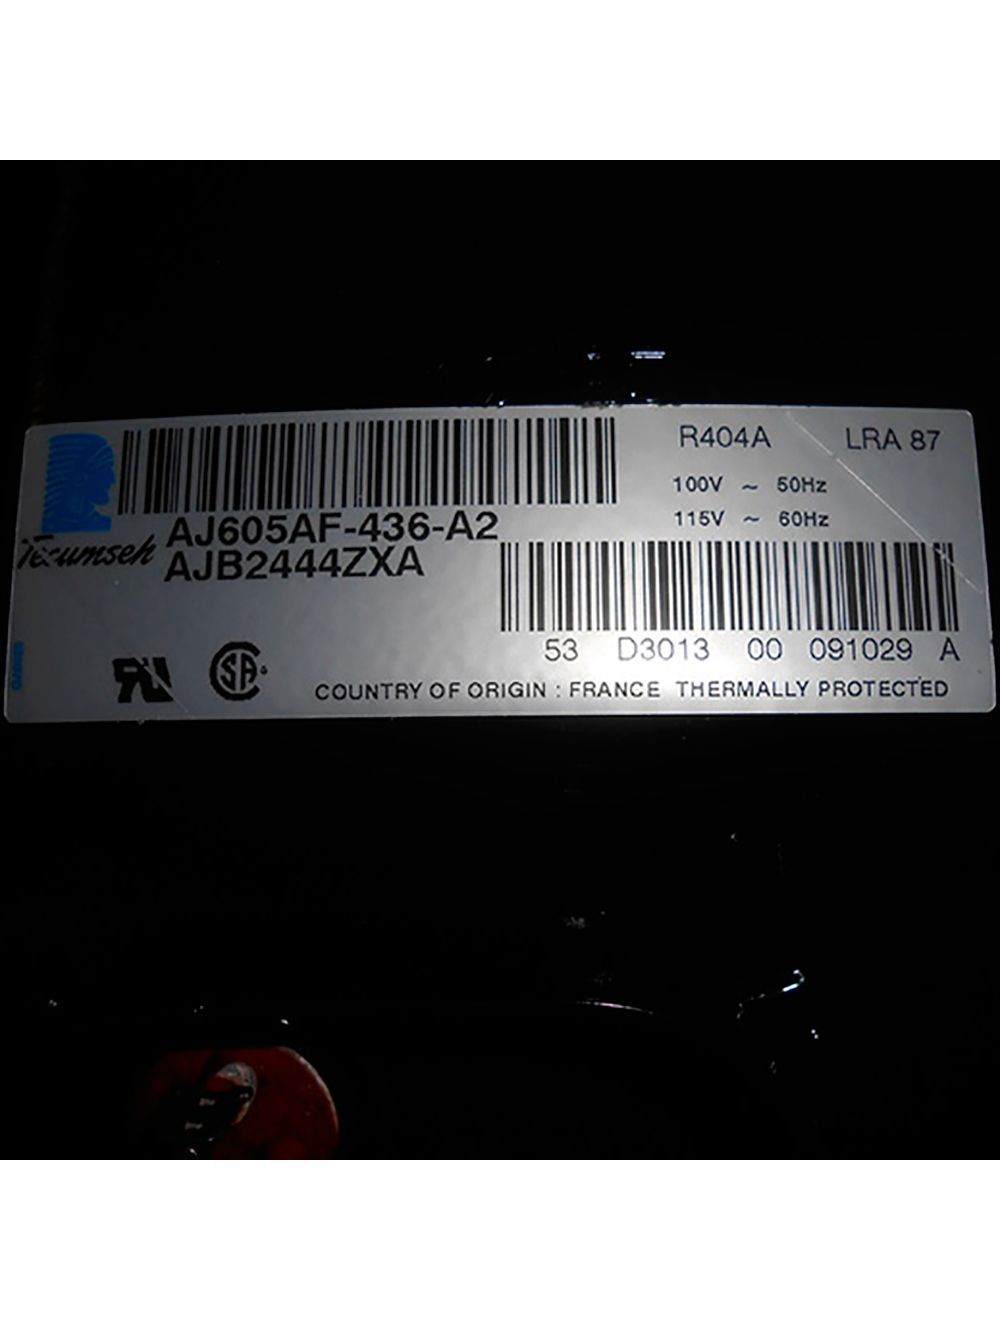 R404A LRA 87
100V ~ 50Hz
115V ~ 60Hz
AJ605AF-436-A2
Tecumseh AJB2444ZXA
53 D3013 00 091029 A
COUNTRY OF ORIGIN : FRANCE THERMALLY PROTECTED